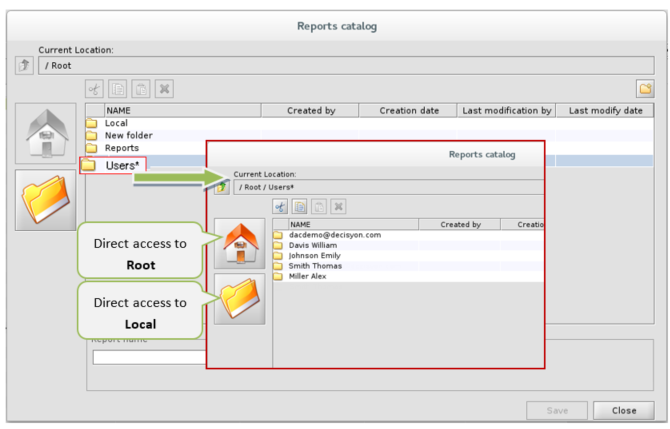 Reports catalog
Current Location:
/ Root
NAME Created by Creation date Last modification by Last modify date
Local
New folder
Reports
Users*
Reports catalog
Current Location:
/ Root / Users*
NAME Created by Creatio
dacdemo@decisyon.com
Davis William
Johnson Emily
Smith Thomas
Miller Alex
Direct access to
Root
Direct access to
Local
Report name
Save Close